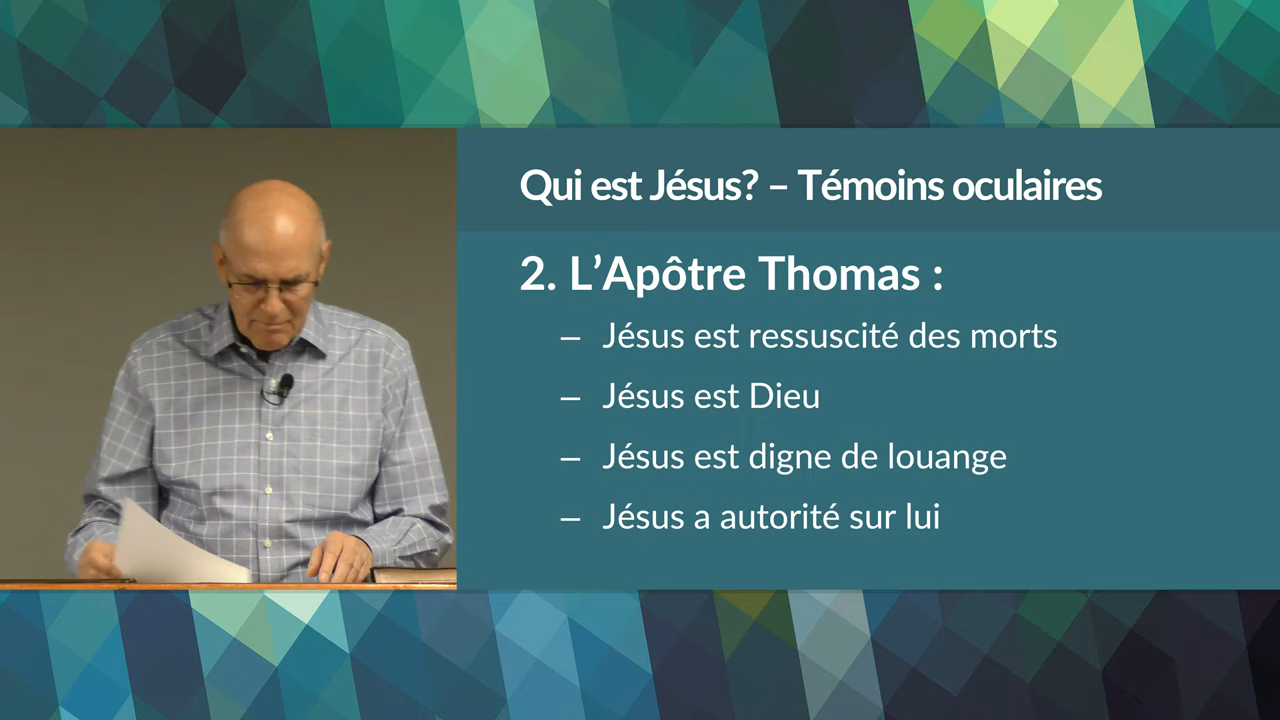 Qui est Jésus? – Témoins oculaires
2. L’Apôtre Thomas :
– Jésus est ressuscité des morts
– Jésus est Dieu
– Jésus est digne de louange
– Jésus a autorité sur lui